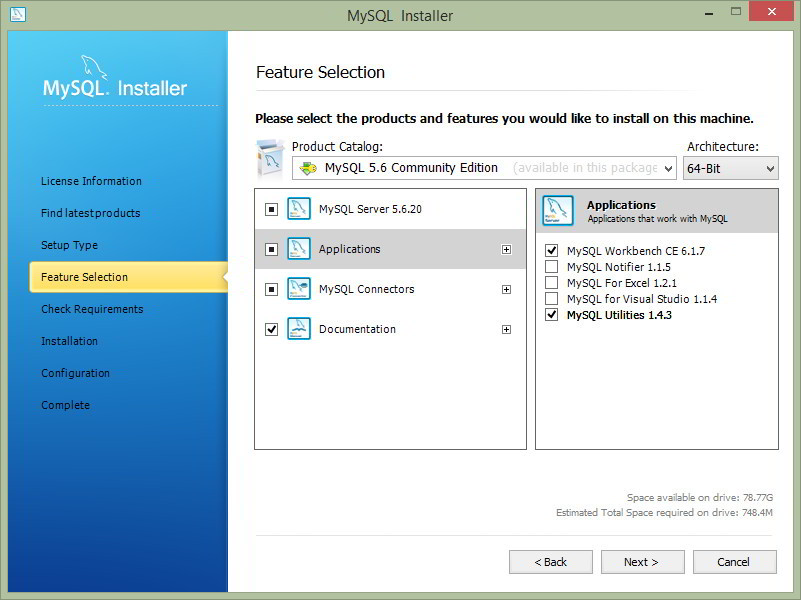 MySQL Installer
MySQL. Installer
License Information
Find latest products
Setup Type
Feature Selection
Check Requirements
Installation
Configuration
Complete
Feature Selection
Please select the products and features you would like to install on this machine.
Product Catalog:
Architecture:
MySQL 5.6 Community Edition (available in this package
64-Bit
MySQL Server 5.6.20
Applications
MySQL Connectors
Documentation
Applications
Applications that work with MySQL
MySQL Workbench CE 6.1.7
MySQL Notifier 1.1.5
MySQL For Excel 1.2.1
MySQL for Visual Studio 1.1.4
MySQL Utilities 1.4.3
Space available on drive: 78.77G
Estimated Total Space required on drive: 748.4M
< Back
Next >
Cancel